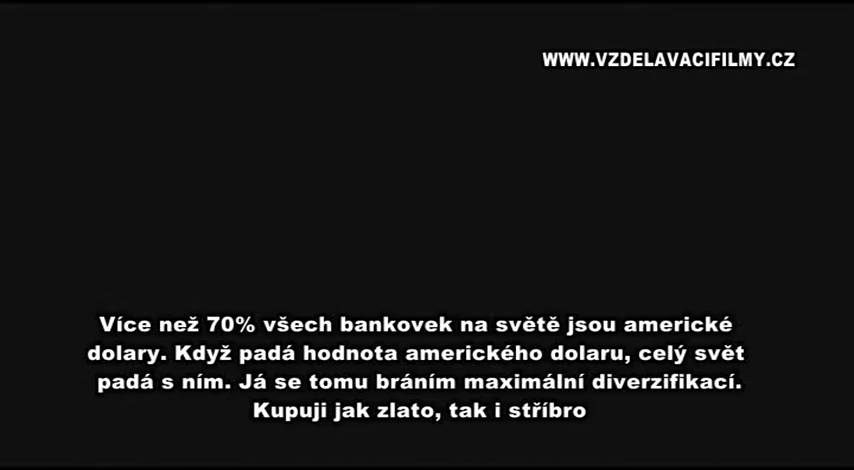 WWW.VZDELAVACIFILMY.CZ
Více než 70% všech bankovek na světě jsou americké
dolary. Když padá hodnota amerického dolaru, celý svět
padá s ním. Já se tomu bráním maximální diverzifikací.
Kupuji jak zlato, tak i stříbro